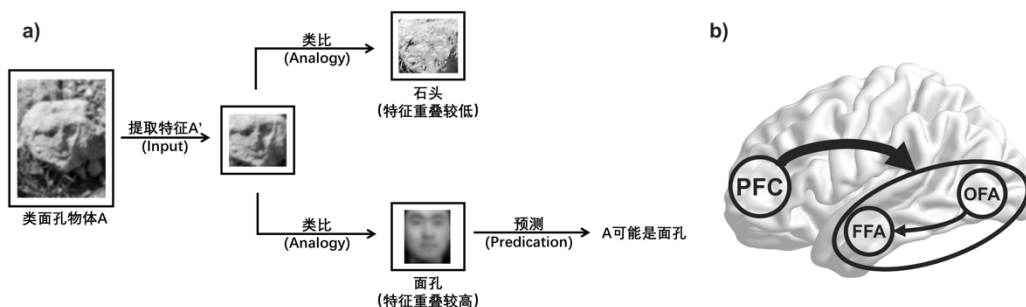 a)
类面孔物体A
提取特征A'
(Input)
类比
(Analogy)
石头
(特征重叠较低)
类比
(Analogy)
面孔
(特征重叠较高)
预测
(Predication)
A可能是面孔
b)
PFC
FFA
OFA